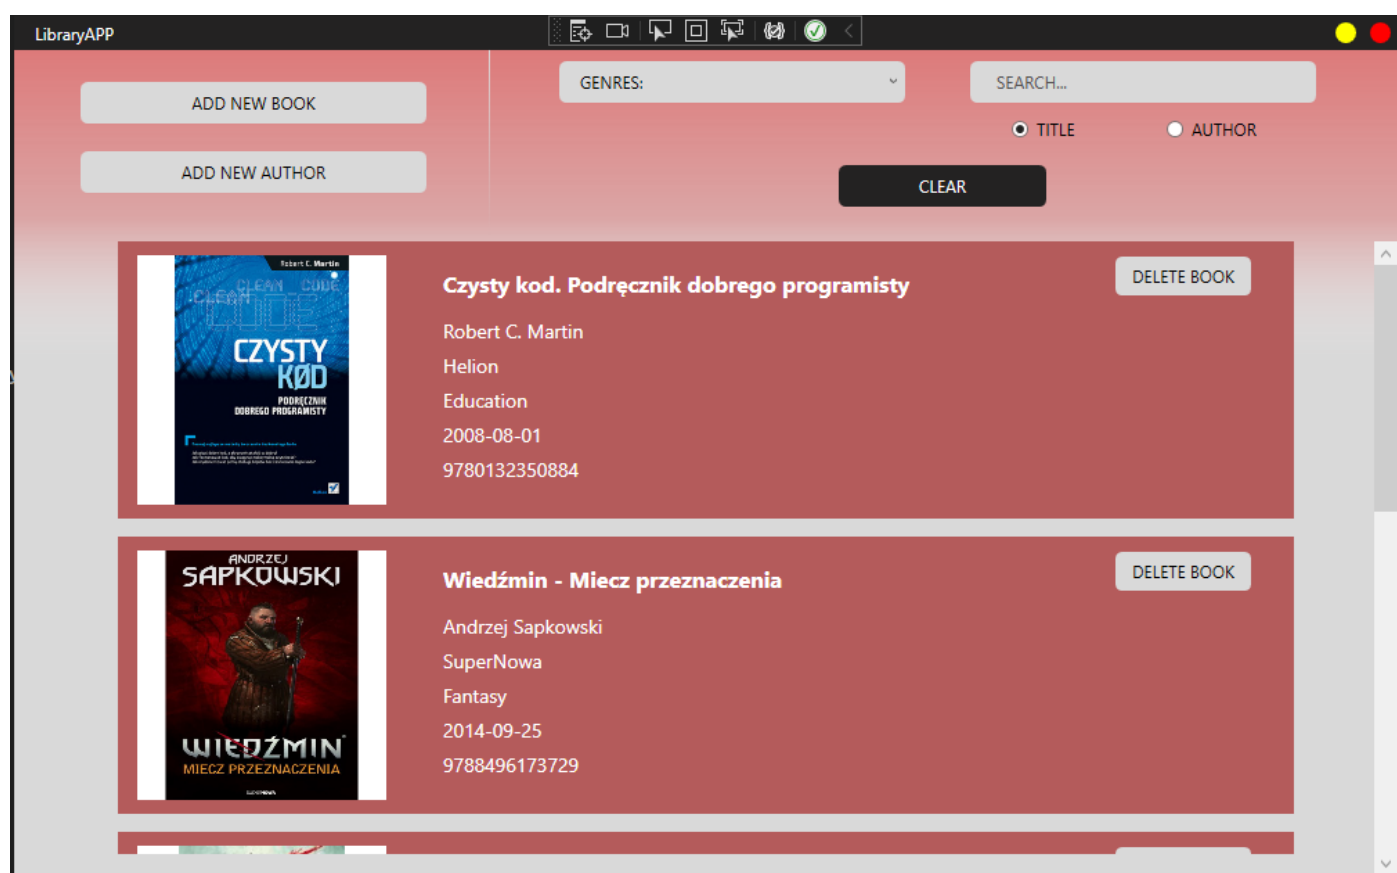 LibraryAPP
ADD NEW BOOK
ADD NEW AUTHOR
GENRES:
SEARCH...
TITLE
AUTHOR
CLEAR
Robert C. Martin
CLEAN CODE
CLEAN
CODE
CZYSTY
KØD
PODRĘCZNIK
DOBREGO PROGRAMISTY
Czysty kod. Podręcznik dobrego programisty
Robert C. Martin
Helion
Education
2008-08-01
9780132350884
DELETE BOOK
ANDRZEJ
SAPKOWSKI
WIEDŹMIN
MIECZ PRZEZNACZENIA
Wiedźmin - Miecz przeznaczenia
Andrzej Sapkowski
SuperNowa
Fantasy
2014-09-25
9788496173729
DELETE BOOK